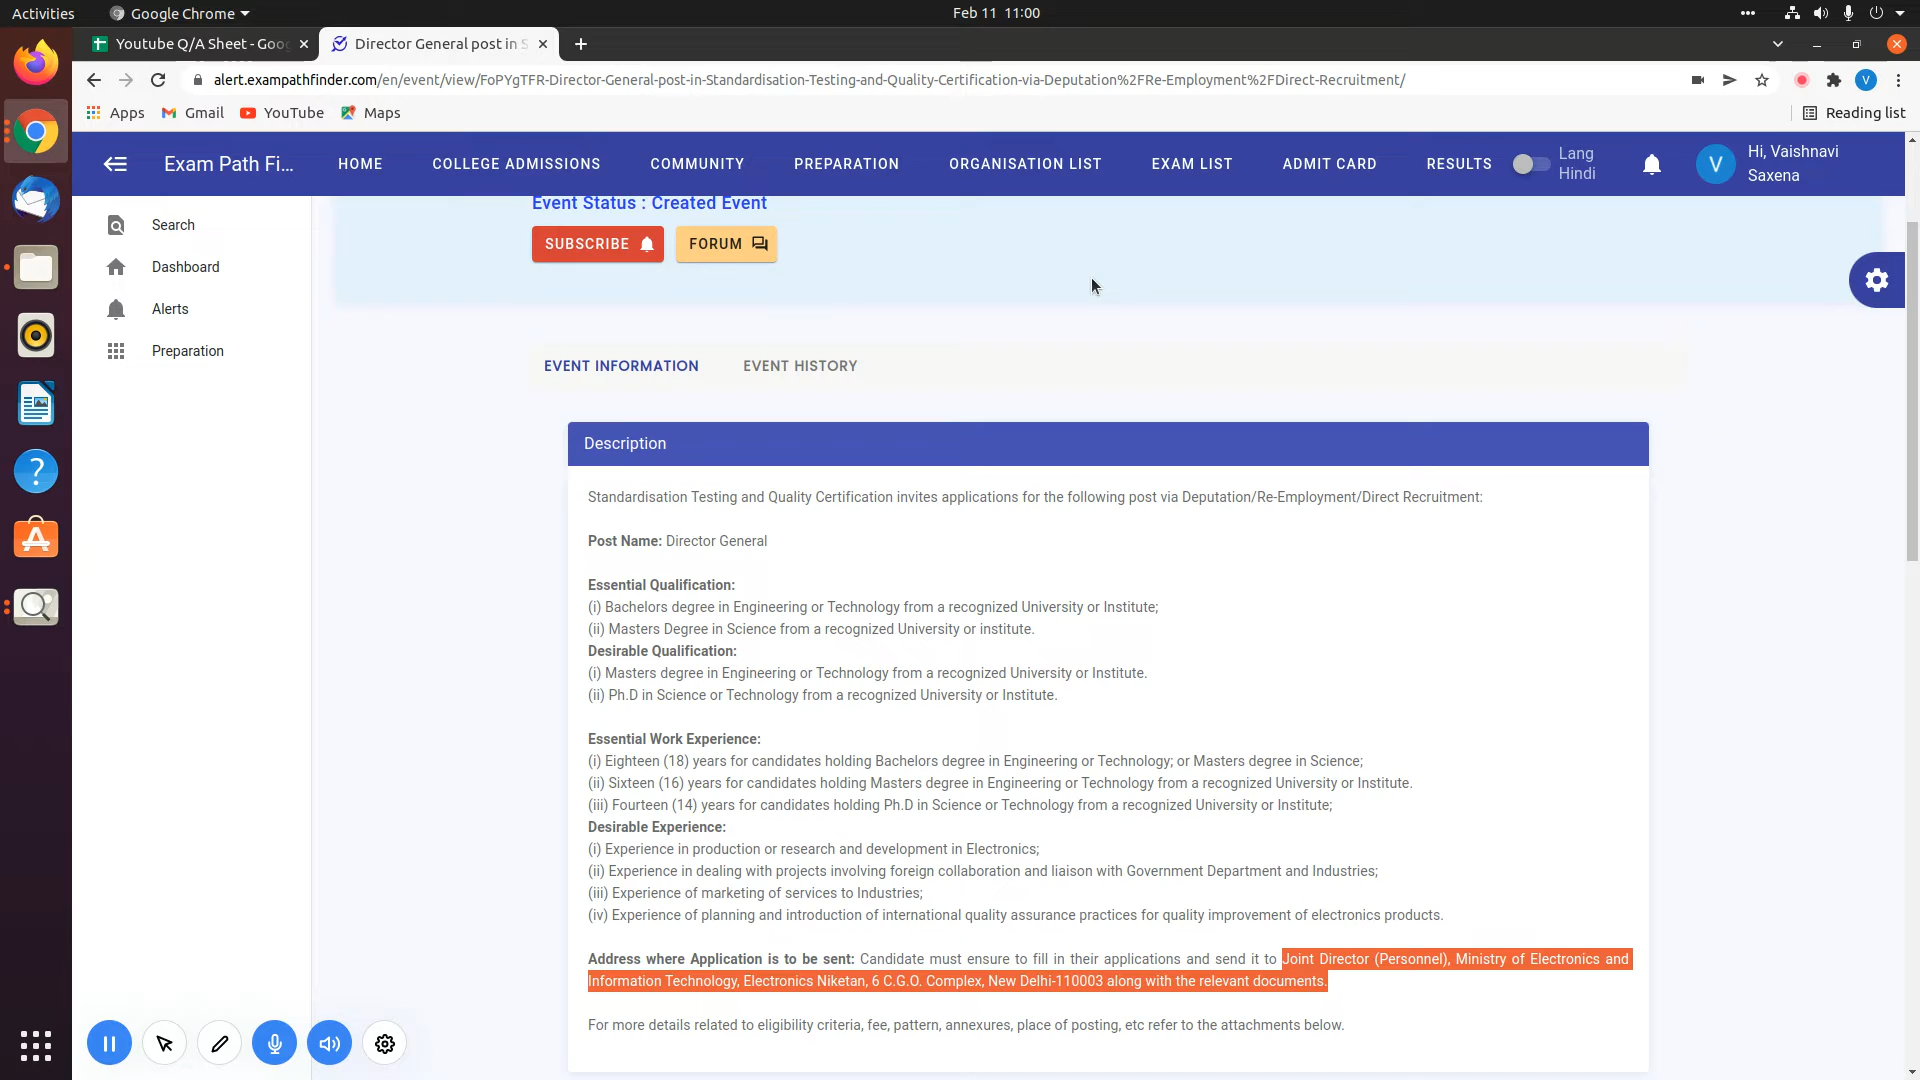 Activities
Google Chrome
Feb 11 11:00
Youtube Q/A Sheet - Goo
Director General post in S
alert.exampathfinder.com/en/event/view/FoPYgTFR-Director-General-post-in-Standardisation-Testing-and-Quality-Certification-via-Deputation%2FRe-Employment%2FDirect-Recruitment/
V
Apps
Gmail
YouTube
Maps
Reading list
Exam Path Fi...
HOME
COLLEGE ADMISSIONS
COMMUNITY
PREPARATION
ORGANISATION LIST
EXAM LIST
ADMIT CARD
RESULTS
Lang
Hindi
V
Hi, Vaishnavi
Saxena
Search
Dashboard
Alerts
Preparation
Event Status : Created Event
SUBSCRIBE
FORUM
EVENT INFORMATION
EVENT HISTORY
Description
Standardisation Testing and Quality Certification invites applications for the following post via Deputation/Re-Employment/Direct Recruitment:
Post Name: Director General
Essential Qualification:
(i) Bachelors degree in Engineering or Technology from a recognized University or Institute;
(ii) Masters Degree in Science from a recognized University or institute.
Desirable Qualification:
(i) Masters degree in Engineering or Technology from a recognized University or Institute.
(ii) Ph.D in Science or Technology from a recognized University or Institute.
Essential Work Experience:
(i) Eighteen (18) years for candidates holding Bachelors degree in Engineering or Technology; or Masters degree in Science;
(ii) Sixteen (16) years for candidates holding Masters degree in Engineering or Technology from a recognized University or Institute.
(iii) Fourteen (14) years for candidates holding Ph.D in Science or Technology from a recognized University or Institute;
Desirable Experience:
(i) Experience in production or research and development in Electronics;
(ii) Experience in dealing with projects involving foreign collaboration and liaison with Government Department and Industries;
(iii) Experience of marketing of services to Industries;
(iv) Experience of planning and introduction of international quality assurance practices for quality improvement of electronics products.
Address where Application is to be sent: Candidate must ensure to fill in their applications and send it to Joint Director (Personnel), Ministry of Electronics and
Information Technology, Electronics Niketan, 6 C.G.O. Complex, New Delhi-110003 along with the relevant documents.
For more details related to eligibility criteria, fee, pattern, annexures, place of posting, etc refer to the attachments below.